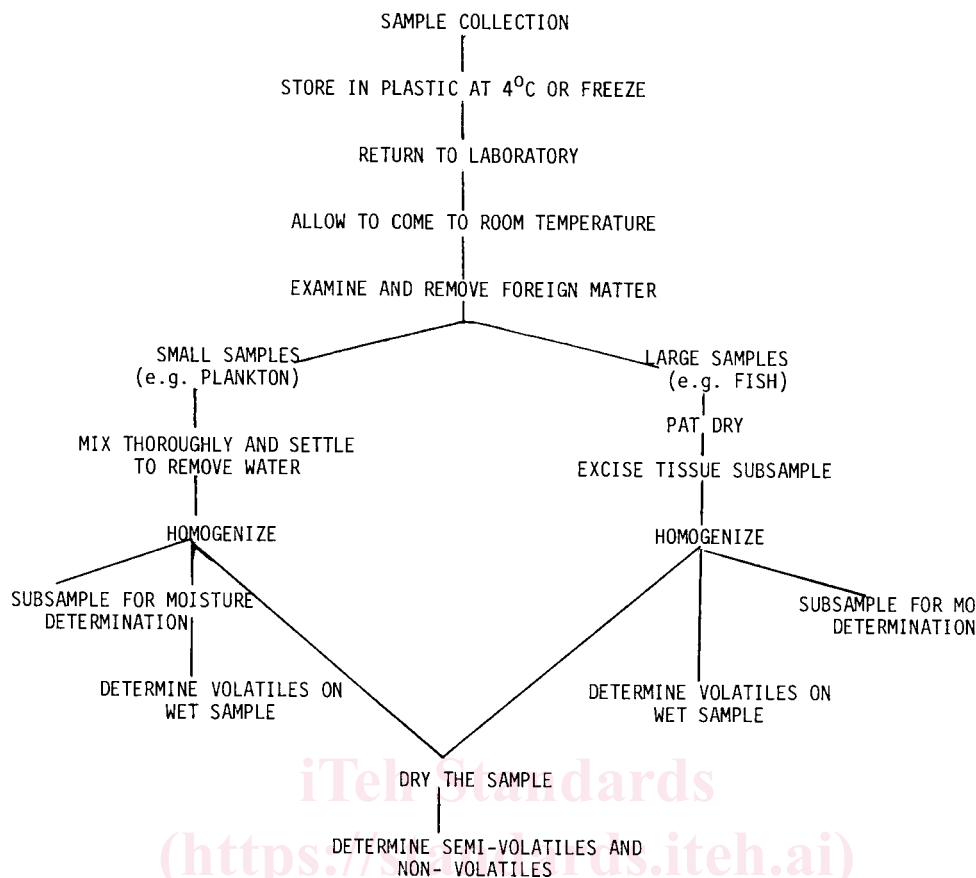 SAMPLE COLLECTION
STORE IN PLASTIC AT 4°C OR FREEZE
RETURN TO LABORATORY
ALLOW TO COME TO ROOM TEMPERATURE
EXAMINE AND REMOVE FOREIGN MATTER
SMALL SAMPLES
(e.g. PLANKTON)
LARGE SAMPLES
(e.g. FISH)
MIX THOROUGHLY AND SETTLE
TO REMOVE WATER
PAT DRY
EXCISE TISSUE SUBSAMPLE
HOMOGENIZE
HOMOGENIZE
SUBSAMPLE FOR MOISTURE
DETERMINATION
SUBSAMPLE FOR MO
DETERMINATION
DETERMINE VOLATILES ON
WET SAMPLE
DETERMINE VOLATILES ON
WET SAMPLE
DRY THE SAMPLE
DETERMINE SEMI-VOLATILES AND
NON- VOLATILES
iTeh Standards
(https://standards.iteh.ai)